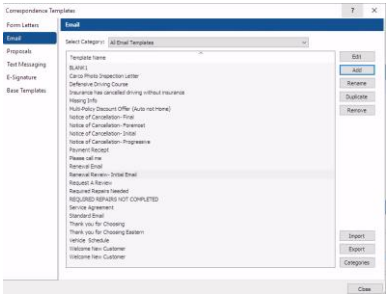 Correspondence Templates
? ×
Form Letters
Email
Proposals
Text Messaging
E-Signature
Base Templates
Email
Select Category: All Email Templates
Template Name
BLANK1
Carco Photo Inspection Letter
Defensive Driving Course
Insurance has cancelled driving without insurance
Missing Info
Multi-Policy Discount Offer (Auto not Home)
Notice of Cancellation- Final
Notice of Cancellation- Foremost
Notice of Cancellation- Initial
Notice of Cancellation- Progressive
Payment Receipt
Please call me
Renewal Email
Renewal Review- Initial Email
Request A Review
Required Repairs Needed
REQUIRED REPAIRS NOT COMPLETED
Service Agreement
Standard Email
Thank you for Choosing
Thank you for Choosing Eastern
Vehicle Schedule
Welcome New Customer
Welcome New Customer
Edit
Add
Rename
Duplicate
Remove
Import
Export
Categories
Close